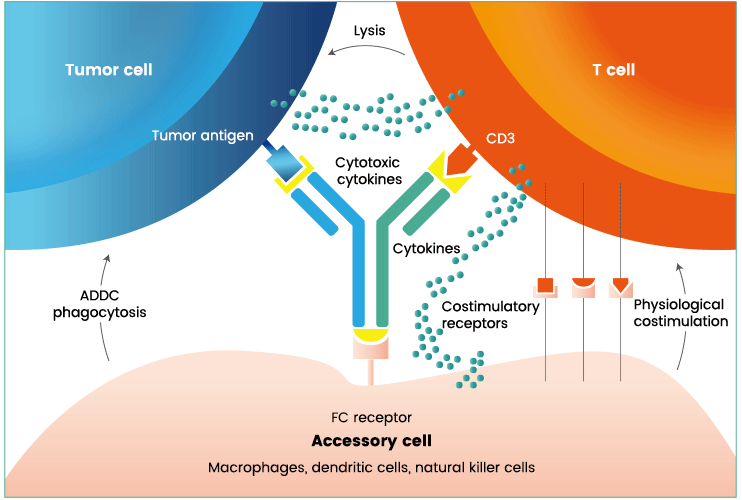 Lysis
Tumor cell
T cell
Tumor antigen
CD3
Cytotoxic
cytokines
Cytokines
ADDC
phagocytosis
Costimulatory
receptors
Physiological
costimulation
FC receptor
Accessory cell
Macrophages, dendritic cells, natural killer cells